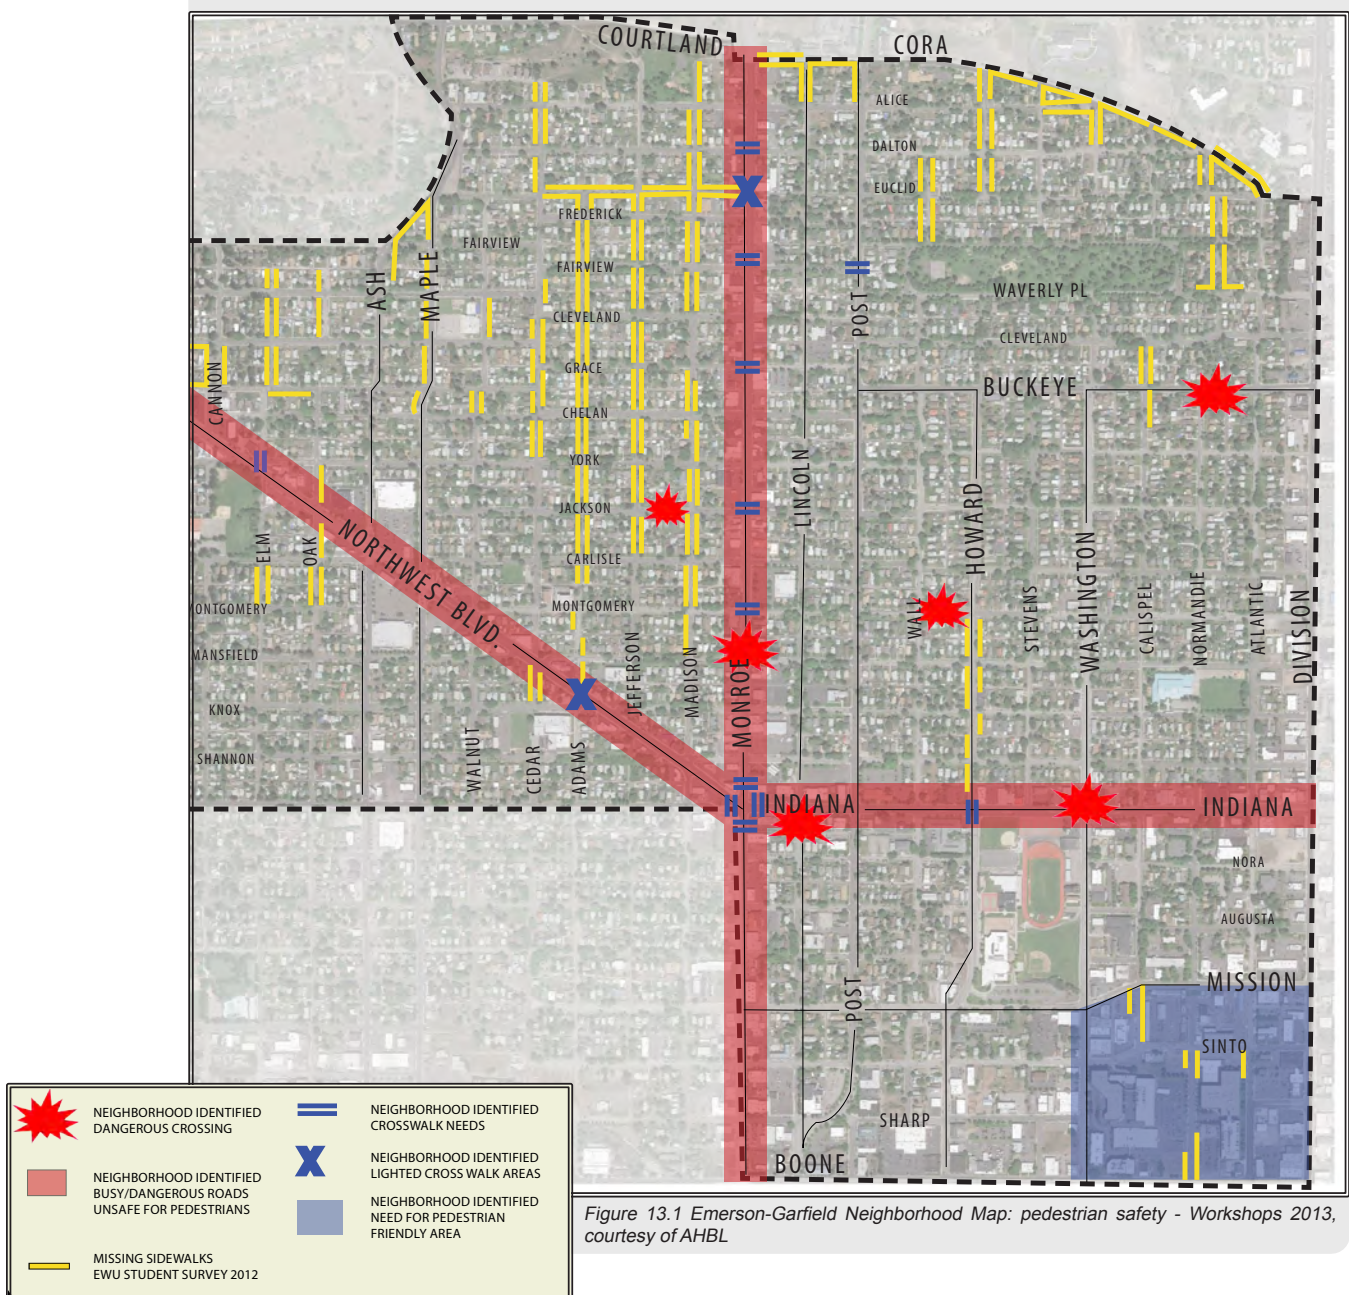 COURTLAND
CORA
ALICE
DALTON
EUCLID
FREDERICK
FAIRVIEW
FAIRVIEW
ASH
MAPLE
WAVERLY PL
POST
CLEVELAND
CLEVELAND
GRACE
BUCKEYE
CANNON
CHELAN
YORK
LINCOLN
JACKSON
HOWARD
NORTHWEST BLVD.
ELM
OAK
CARLISLE
WASHINGTON
MONTGOMERY
ONTGOMERY
WALL
STEVENS
CALISPEL
NORMANDIE
ATLANTIC
DIVISION
MANSFIELD
JEFFERSON
MADISON
MONROE
KNOX
SHANNON
WALNUT
CEDAR
ADAMS
INDIANA
INDIANA
NORA
AUGUSTA
MISSION
POST
SINTO
SHARP
BOONE
NEIGHBORHOOD IDENTIFIED
DANGEROUS CROSSING
NEIGHBORHOOD IDENTIFIED
BUSY/DANGEROUS ROADS
UNSAFE FOR PEDESTRIANS
MISSING SIDEWALKS
EWU STUDENT SURVEY 2012
NEIGHBORHOOD IDENTIFIED
CROSSWALK NEEDS
X
NEIGHBORHOOD IDENTIFIED
LIGHTED CROSS WALK AREAS
NEIGHBORHOOD IDENTIFIED
NEED FOR PEDESTRIAN
FRIENDLY AREA
Figure 13.1 Emerson-Garfield Neighborhood Map: pedestrian safety - Workshops 2013,
courtesy of AHBL